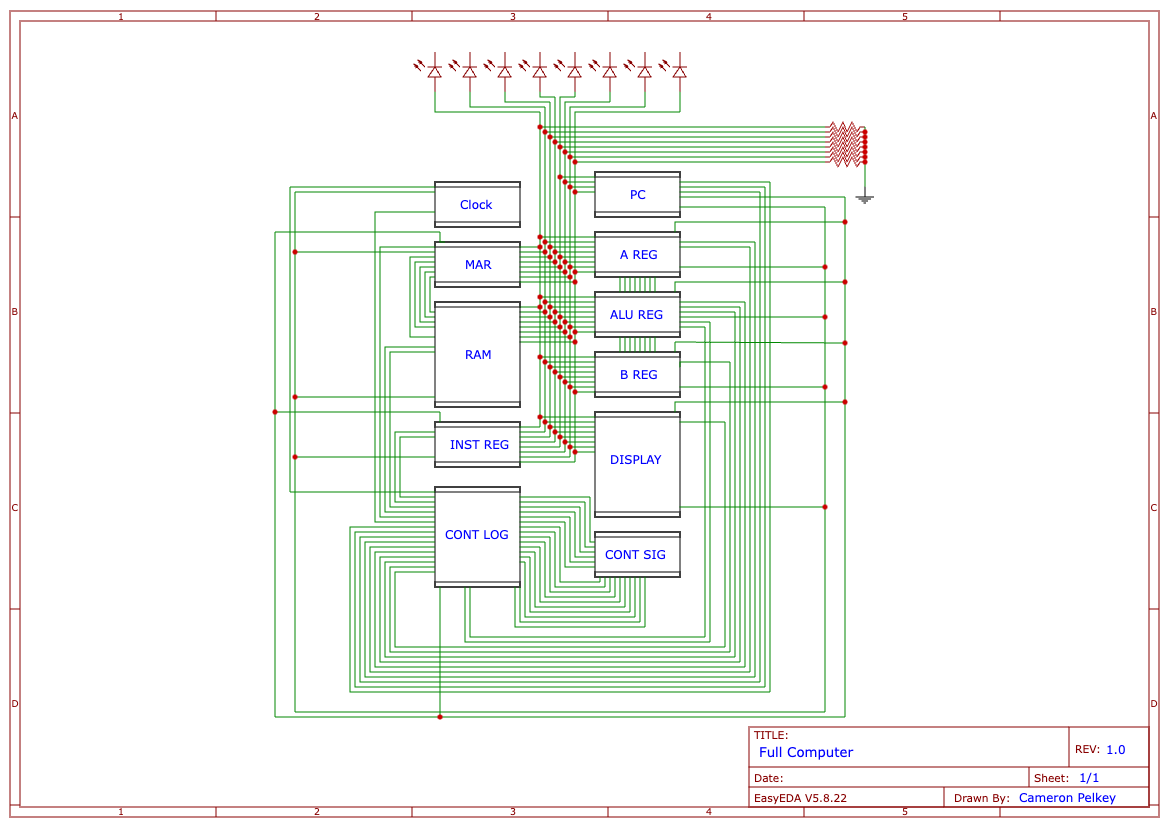 1 2 3 4 5
A A
PC
Clock
A REG
MAR
B B
ALU REG
RAM
B REG
INST REG
DISPLAY
C C
CONT LOG
CONT SIG
D D
TITLE:
Full Computer
REV: 1.0
Date:
Sheet: 1/1
EasyEDA V5.8.22
Drawn By: Cameron Pelkey
1 2 3 4 5